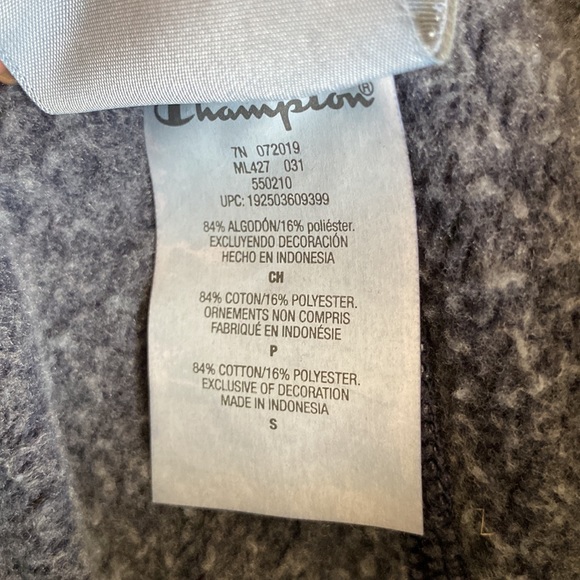 Champion®
7N 072019
ML427 031
550210
UPC: 192503609399
84% ALGODÓN/16% poliéster.
EXCLUYENDO DECORACIÓN
HECHO EN INDONESIA
CH
84% COTON/16% POLYESTER.
ORNEMENTS NON COMPRIS
FABRIQUÉ EN INDONÉSIE
P
84% COTTON/16% POLYESTER.
EXCLUSIVE OF DECORATION
MADE IN INDONESIA
S